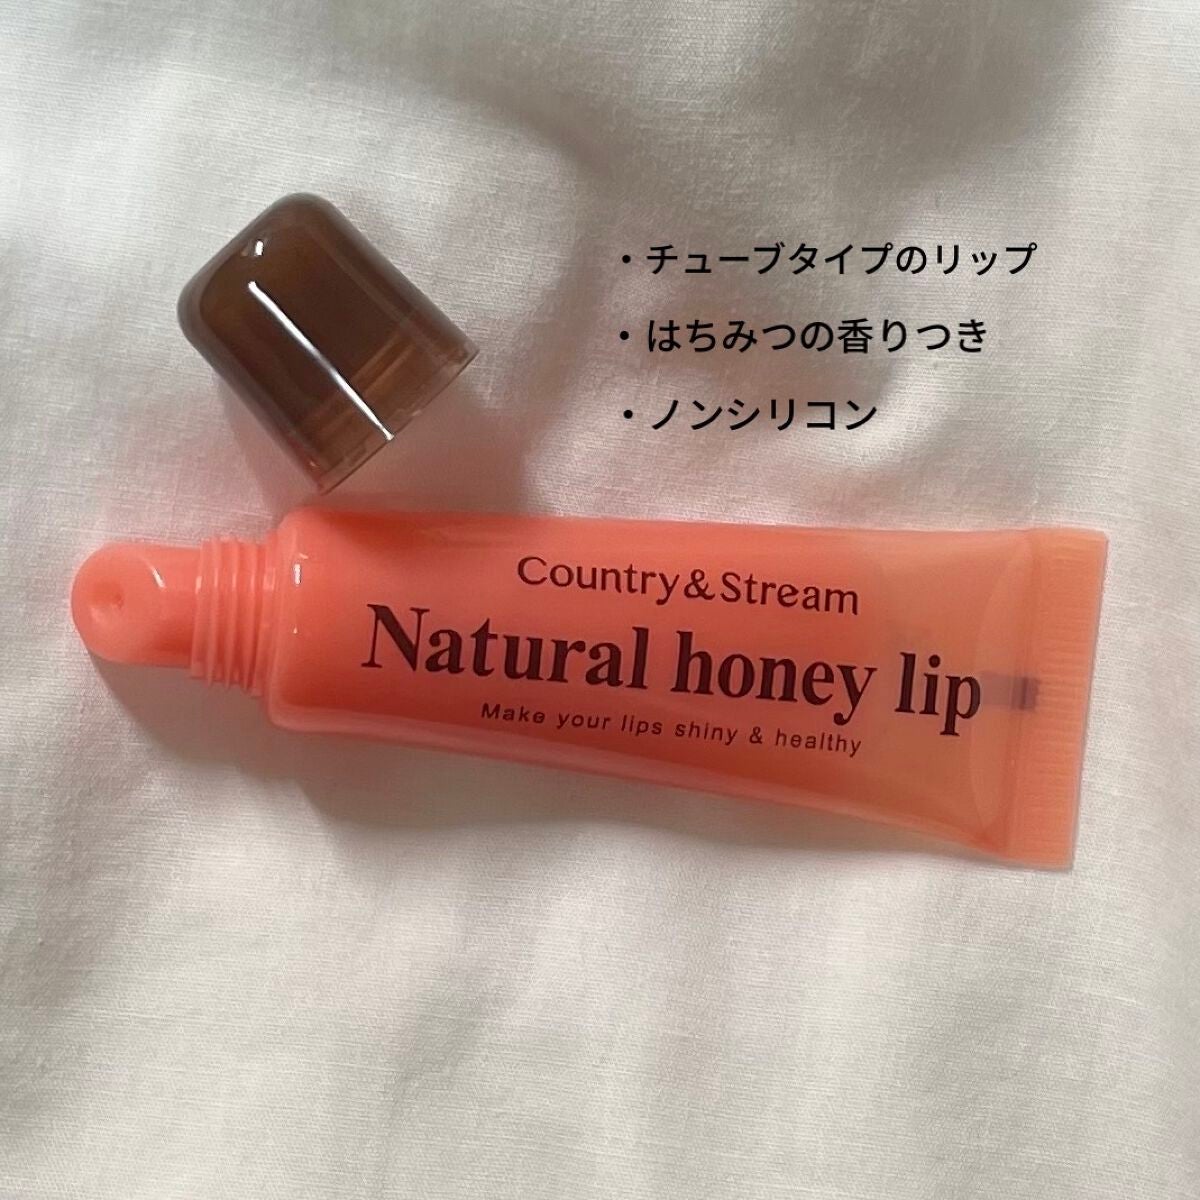 ・チューブタイプのリップ
・はちみつの香りつき
・ノンシリコン
Country&Stream
Natural honey lip
Make your lips shiny & healthy